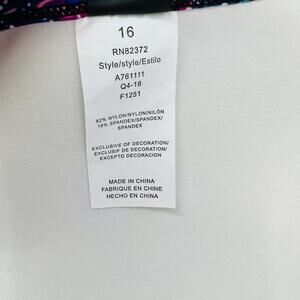 16
RN82372
Style/style/Estilo
A761111
Q4-18
F1251
82% NYLON/NYLON/NILÓN
18% SPANDEX/SPANDEX/
SPANDEX
EXCLUSIVE OF DECORATION/
EXCLUSIF DE DECORATION/
EXCEPTO DECORACION
MADE IN CHINA
FABRIQUE EN CHINE
HECHO EN CHINA